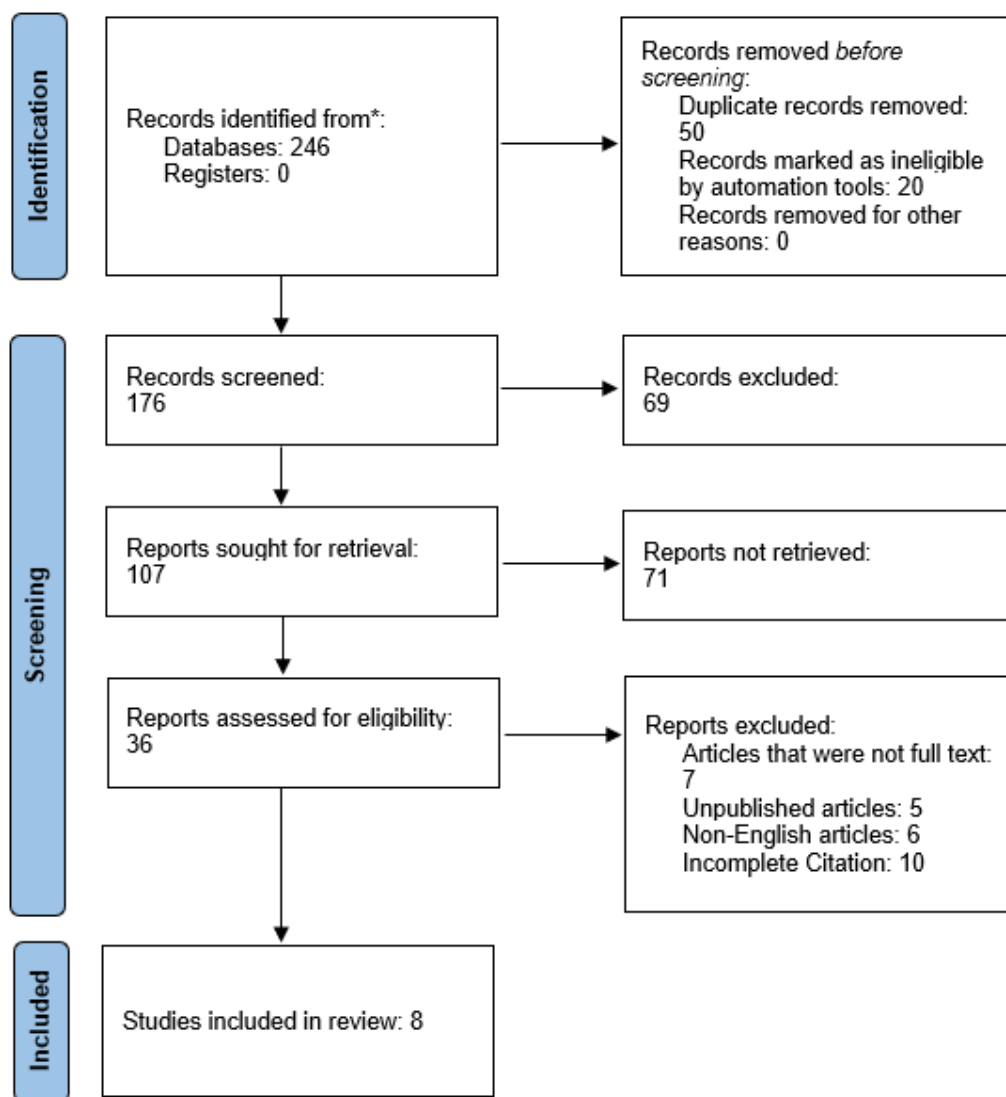 Identification
Records identified from*:
Databases: 246
Registers: 0
Records removed before
screening:
Duplicate records removed:
50
Records marked as ineligible
by automation tools: 20
Records removed for other
reasons: 0
Screening
Records screened:
176
Records excluded:
69
Reports sought for retrieval:
107
Reports not retrieved:
71
Reports assessed for eligibility:
36
Reports excluded:
Articles that were not full text:
7
Unpublished articles: 5
Non-English articles: 6
Incomplete Citation: 10
Included
Studies included in review: 8